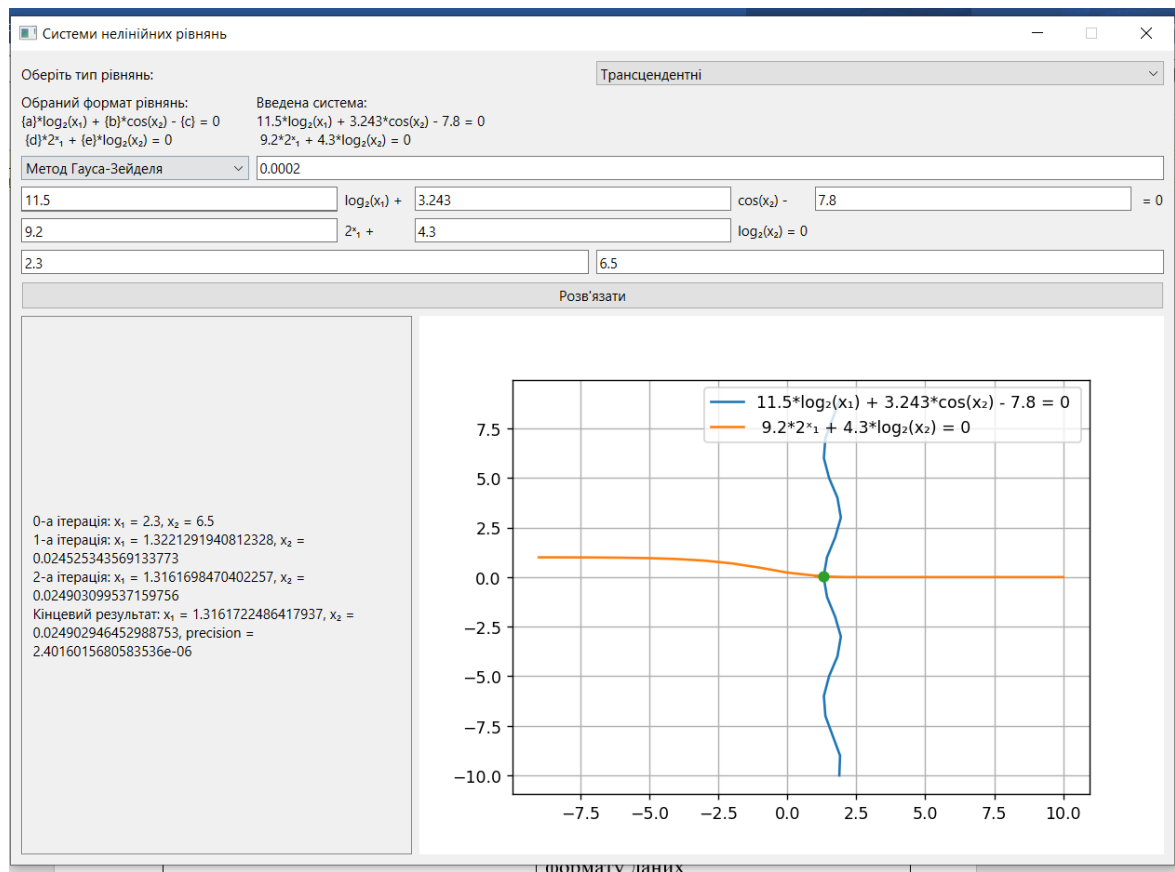 Системи нелінійних рівнянь
Оберіть тип рівнянь:
Трансцендентні
Обраний формат рівнянь:
{a}*log₂(x₁) + {b}*cos(x₂) - {c} = 0
{d}*2ˣ₁ + {e}*log₂(x₂) = 0
Введена система:
11.5*log₂(x₁) + 3.243*cos(x₂) - 7.8 = 0
9.2*2ˣ₁ + 4.3*log₂(x₂) = 0
Метод Гауса-Зейделя
0.0002
11.5 log₂(x₁) + 3.243 cos(x₂) - 7.8 = 0
9.2 2ˣ₁ + 4.3 log₂(x₂) = 0
2.3 6.5
Розв'язати
0-а ітерація: x₁ = 2.3, x₂ = 6.5
1-а ітерація: x₁ = 1.3221291940812328, x₂ =
0.024525343569133773
2-а ітерація: x₁ = 1.3161698470402257, x₂ =
0.024903099537159756
Кінцевий результат: x₁ = 1.3161722486417937, x₂ =
0.024902946452988753, precision =
2.4016015680583536e-06
11.5*log₂(x₁) + 3.243*cos(x₂) - 7.8 = 0
9.2*2ˣ₁ + 4.3*log₂(x₂) = 0
7.5
5.0
2.5
0.0
−2.5
−5.0
−7.5
−10.0
−7.5 −5.0 −2.5 0.0 2.5 5.0 7.5 10.0
формату даних